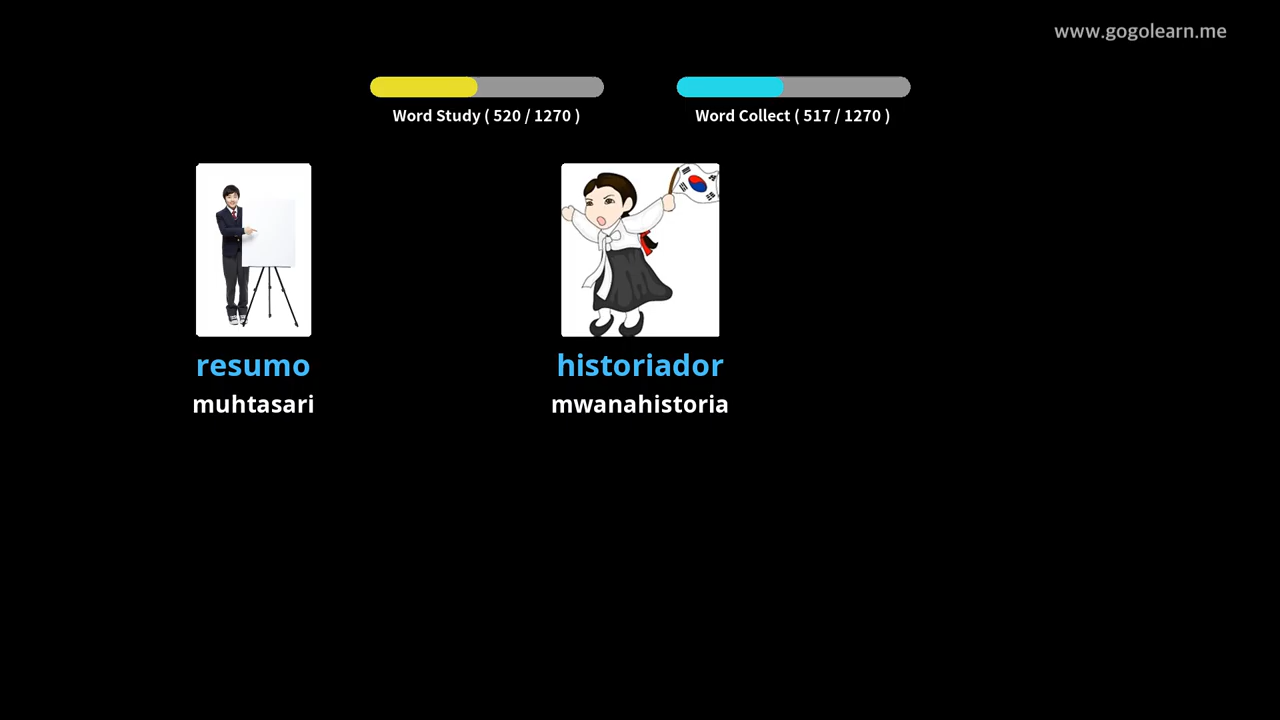 www.gogolearn.me
Word Study ( 520 / 1270 )
Word Collect ( 517 / 1270 )
resumo
muhtasari
historiador
mwanahistoria